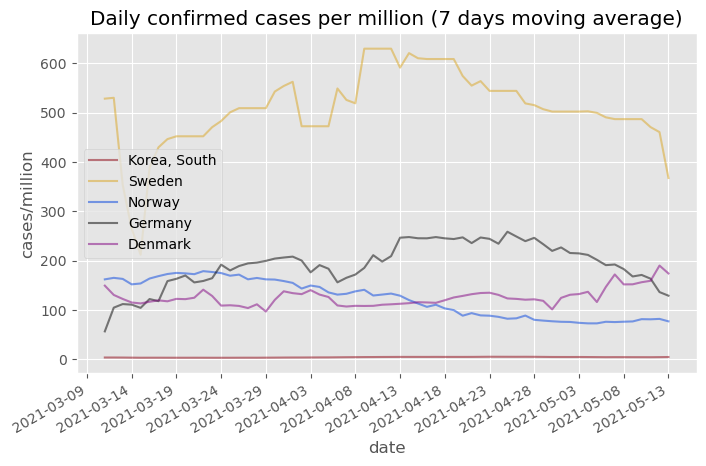 Daily confirmed cases per million (7 days moving average)
cases/million
600
500
400
300
200
100
0
Korea, South
Sweden
Norway
Germany
Denmark
2021-03-09
2021-03-14
2021-03-19
2021-03-24
2021-03-29
2021-04-03
2021-04-08
2021-04-13
2021-04-18
2021-04-23
2021-04-28
2021-05-03
2021-05-08
2021-05-13
date